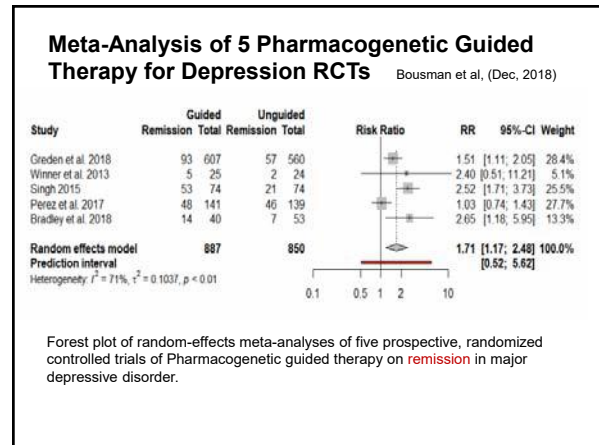 Meta-Analysis of 5 Pharmacogenetic Guided
Therapy for Depression RCTs Bousman et al, (Dec, 2018)
Guided Unguided
Study Remission Total Remission Total Risk Ratio RR 95%-CI Weight
Greden et al. 2018 93 607 57 560 1.51 [1.11; 2.05] 28.4%
Winner et al. 2013 5 25 2 24 2.40 [0.51; 11.21] 5.1%
Singh 2015 53 74 21 74 2.52 [1.71; 3.73] 25.5%
Perez et al. 2017 48 141 46 139 1.03 [0.74; 1.43] 27.7%
Bradley et al. 2018 14 40 7 53 2.65 [1.18; 5.95] 13.3%
Random effects model 887 850 1.71 [1.17; 2.48] 100.0%
Prediction interval [0.52; 5.62]
Heterogeneity: I² = 71%, τ² = 0.1037, p < 0.01
0.1 0.5 1 2 10
Forest plot of random-effects meta-analyses of five prospective, randomized
controlled trials of Pharmacogenetic guided therapy on remission in major
depressive disorder.